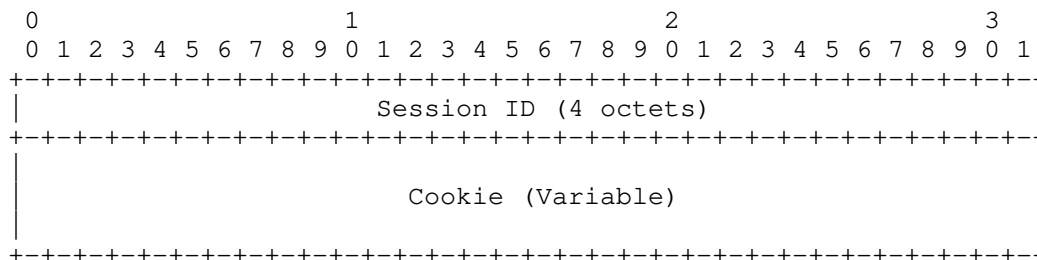 0                   1                   2                   3
 0 1 2 3 4 5 6 7 8 9 0 1 2 3 4 5 6 7 8 9 0 1 2 3 4 5 6 7 8 9 0 1
+-+-+-+-+-+-+-+-+-+-+-+-+-+-+-+-+-+-+-+-+-+-+-+-+-+-+-+-+-+-+-+-
|                      Session ID (4 octets)
+-+-+-+-+-+-+-+-+-+-+-+-+-+-+-+-+-+-+-+-+-+-+-+-+-+-+-+-+-+-+-+-
|
|                        Cookie (Variable)
|
+-+-+-+-+-+-+-+-+-+-+-+-+-+-+-+-+-+-+-+-+-+-+-+-+-+-+-+-+-+-+-+-